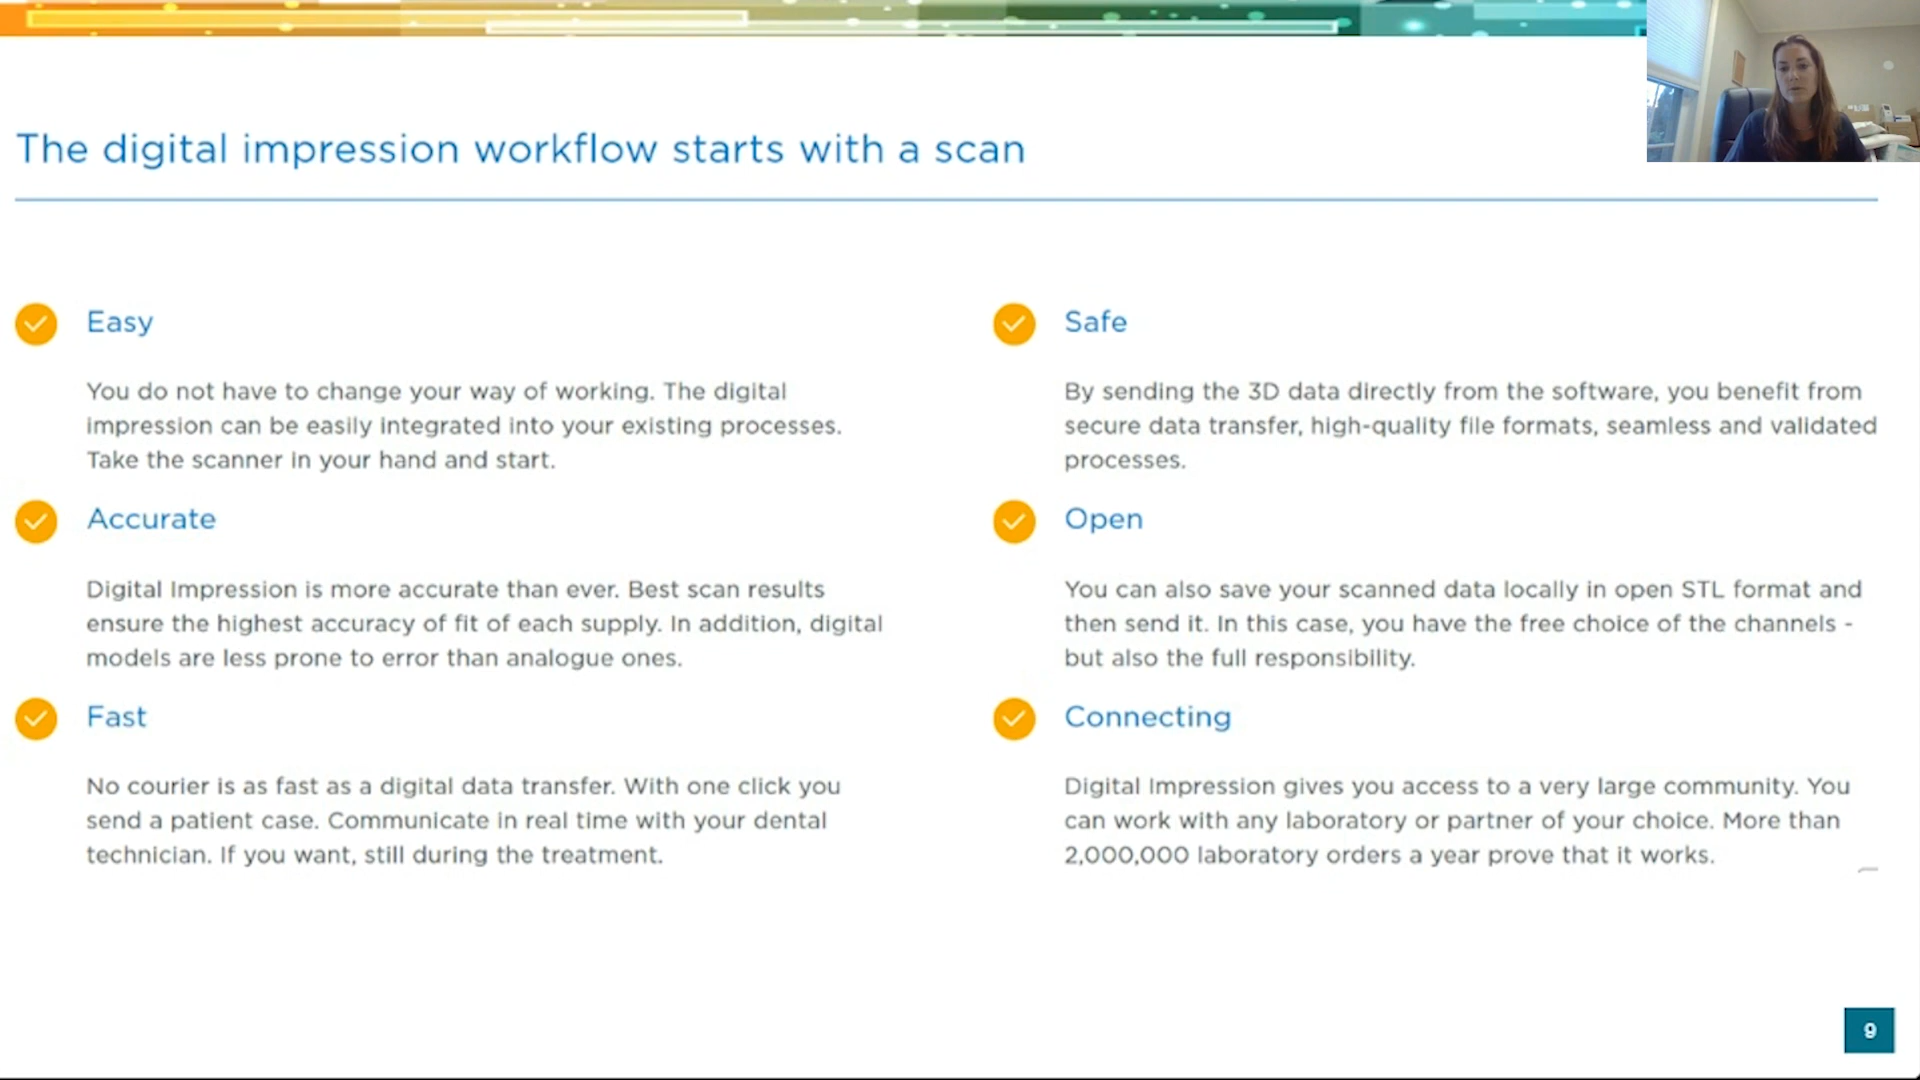 The digital impression workflow starts with a scan
Easy
You do not have to change your way of working. The digital
impression can be easily integrated into your existing processes.
Take the scanner in your hand and start.
Accurate
Digital Impression is more accurate than ever. Best scan results
ensure the highest accuracy of fit of each supply. In addition, digital
models are less prone to error than analogue ones.
Fast
No courier is as fast as a digital data transfer. With one click you
send a patient case. Communicate in real time with your dental
technician. If you want, still during the treatment.
Safe
By sending the 3D data directly from the software, you benefit from
secure data transfer, high-quality file formats, seamless and validated
processes.
Open
You can also save your scanned data locally in open STL format and
then send it. In this case, you have the free choice of the channels -
but also the full responsibility.
Connecting
Digital Impression gives you access to a very large community. You
can work with any laboratory or partner of your choice. More than
2,000,000 laboratory orders a year prove that it works.
9